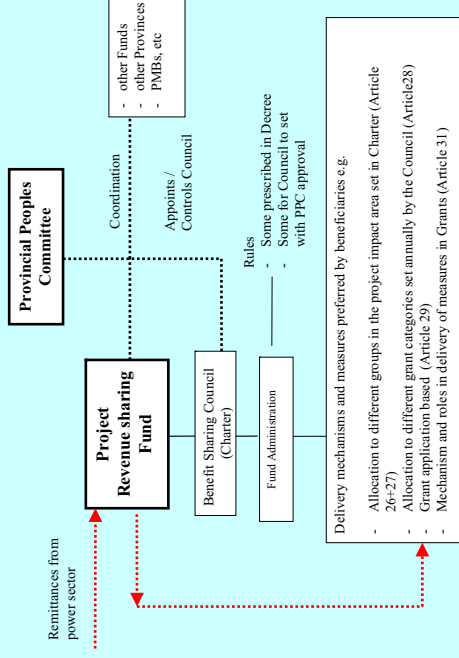 Provincial Peoples
Committee
Remittances from
power sector
Project
Revenue sharing
Fund
Coordination
- other Funds
- other Provinces
- PMBs, etc
Appoints /
Controls Council
Benefit Sharing Council
(Charter)
Fund Administration
Rules
- Some prescribed in Decree
- Some for Council to set
with PPC approval
Delivery mechanisms and measures preferred by beneficiaries e.g.
- Allocation to different groups in the project impact area set in Charter (Article
26+27)
- Allocation to different grant categories set annually by the Council (Article28)
- Grant application based (Article 29)
- Mechanism and roles in delivery of measures in Grants (Article 31)